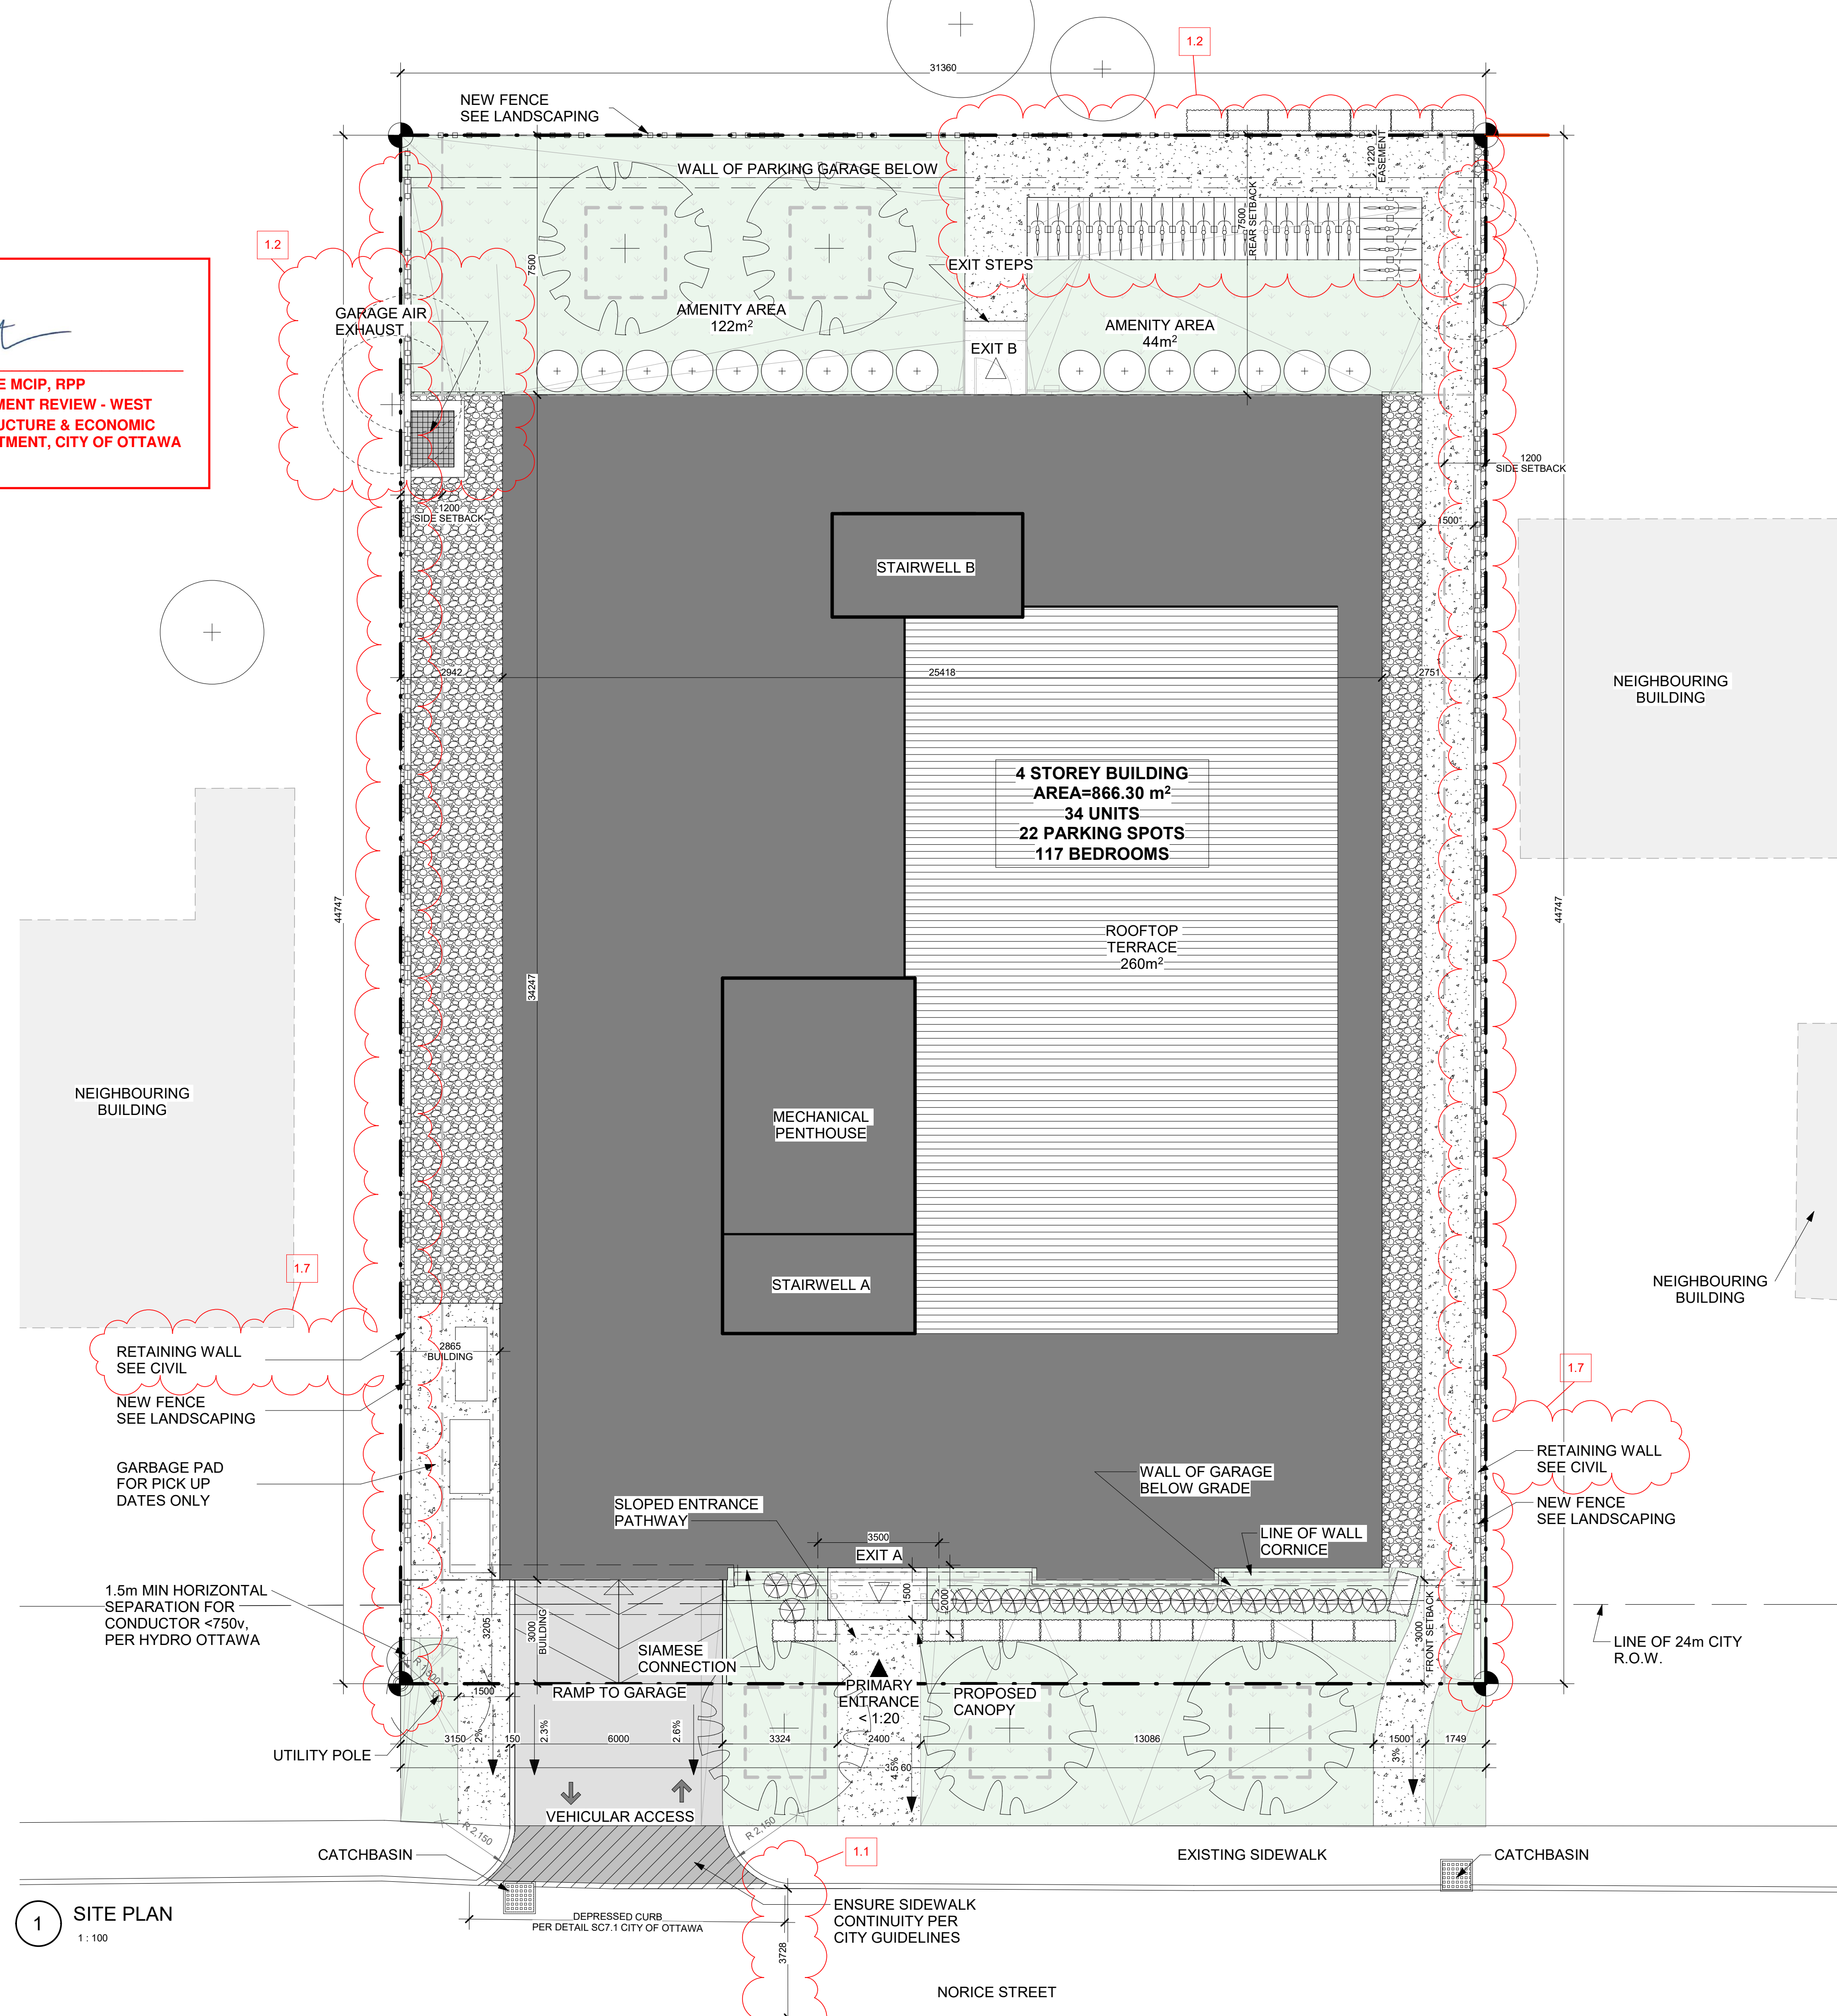 1.2
31360
NEW FENCE
SEE LANDSCAPING
1220
EASEMENT
WALL OF PARKING GARAGE BELOW
7500
REAR SETBACK
1.2
7500
EXIT STEPS
GARAGE AIR
EXHAUST
AMENITY AREA
122m²
AMENITY AREA
44m²
EXIT B
E MCIP, RPP
MENT REVIEW - WEST
UCTURE & ECONOMIC
TMENT, CITY OF OTTAWA
1200
SIDE SETBACK
1200
SIDE SETBACK
1500
STAIRWELL B
2942
25418
2751
NEIGHBOURING
BUILDING
4 STOREY BUILDING
AREA=866.30 m²
34 UNITS
22 PARKING SPOTS
117 BEDROOMS
44747
44747
ROOFTOP
TERRACE
260m²
34247
NEIGHBOURING
BUILDING
MECHANICAL
PENTHOUSE
STAIRWELL A
NEIGHBOURING
BUILDING
1.7
RETAINING WALL
SEE CIVIL
2865
BUILDING
1.7
NEW FENCE
SEE LANDSCAPING
RETAINING WALL
SEE CIVIL
GARBAGE PAD
FOR PICK UP
DATES ONLY
WALL OF GARAGE
BELOW GRADE
NEW FENCE
SEE LANDSCAPING
SLOPED ENTRANCE
PATHWAY
3500
EXIT A
LINE OF WALL
CORNICE
1.5m MIN HORIZONTAL
SEPARATION FOR
CONDUCTOR <750v,
PER HYDRO OTTAWA
1500
2000
3205
3000
BUILDING
3000
FRONT SETBACK
SIAMESE
CONNECTION
LINE OF 24m CITY
R.O.W.
1500
RAMP TO GARAGE
PRIMARY
ENTRANCE
< 1:20
PROPOSED
CANOPY
UTILITY POLE
3150
2%
150
2.3%
6000
2.6%
3324
2400
13086
1500
1749
4.5%
3%
VEHICULAR ACCESS
R 2.150
R 2.150
CATCHBASIN
1.1
EXISTING SIDEWALK
CATCHBASIN
1
SITE PLAN
1 : 100
DEPRESSED CURB
PER DETAIL SC7.1 CITY OF OTTAWA
ENSURE SIDEWALK
CONTINUITY PER
CITY GUIDELINES
3728
NORICE STREET